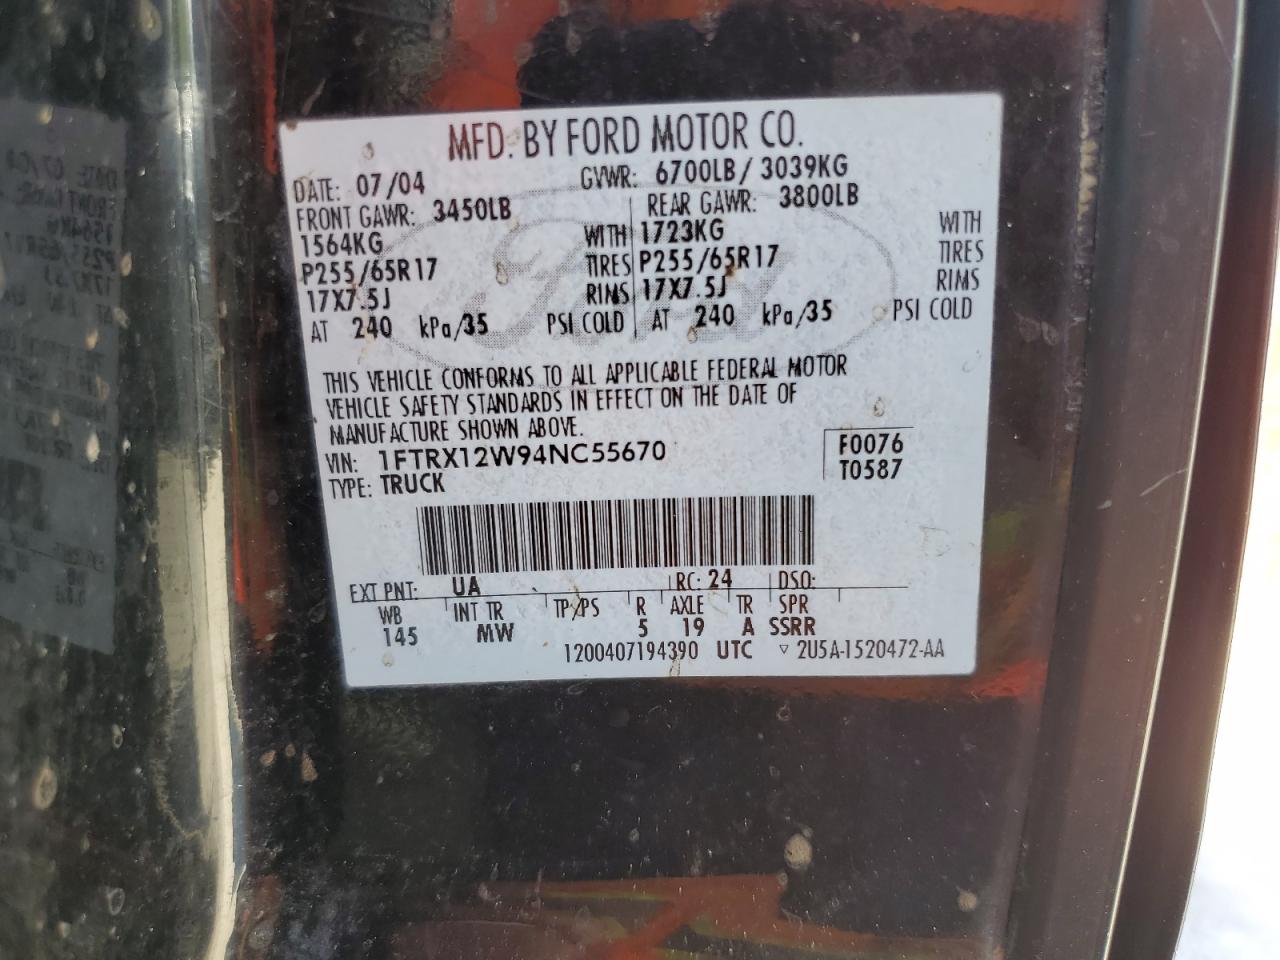 MFD. BY FORD MOTOR CO.
DATE: 07/04 GVWR: 6700LB/ 3039KG
FRONT GAWR: 3450LB REAR GAWR: 3800LB
1564KG WITH 1723KG WITH
P255/65R17 TIRES P255/65R17 TIRES
17X7.5J RIMS 17X7.5J RIMS
AT 240 kPa/35 PSI COLD AT 240 kPa/35 PSI COLD
THIS VEHICLE CONFORMS TO ALL APPLICABLE FEDERAL MOTOR
VEHICLE SAFETY STANDARDS IN EFFECT ON THE DATE OF
MANUFACTURE SHOWN ABOVE.
VIN: 1FTRX12W94NC55670 F0076
TYPE: TRUCK T0587
EXT PNT: UA RC: 24 DSO:
WB INT TR TP/PS R AXLE TR SPR
145 MW 5 19 A SSRR
1200407194390 UTC ▿ 2U5A-1520472-AA